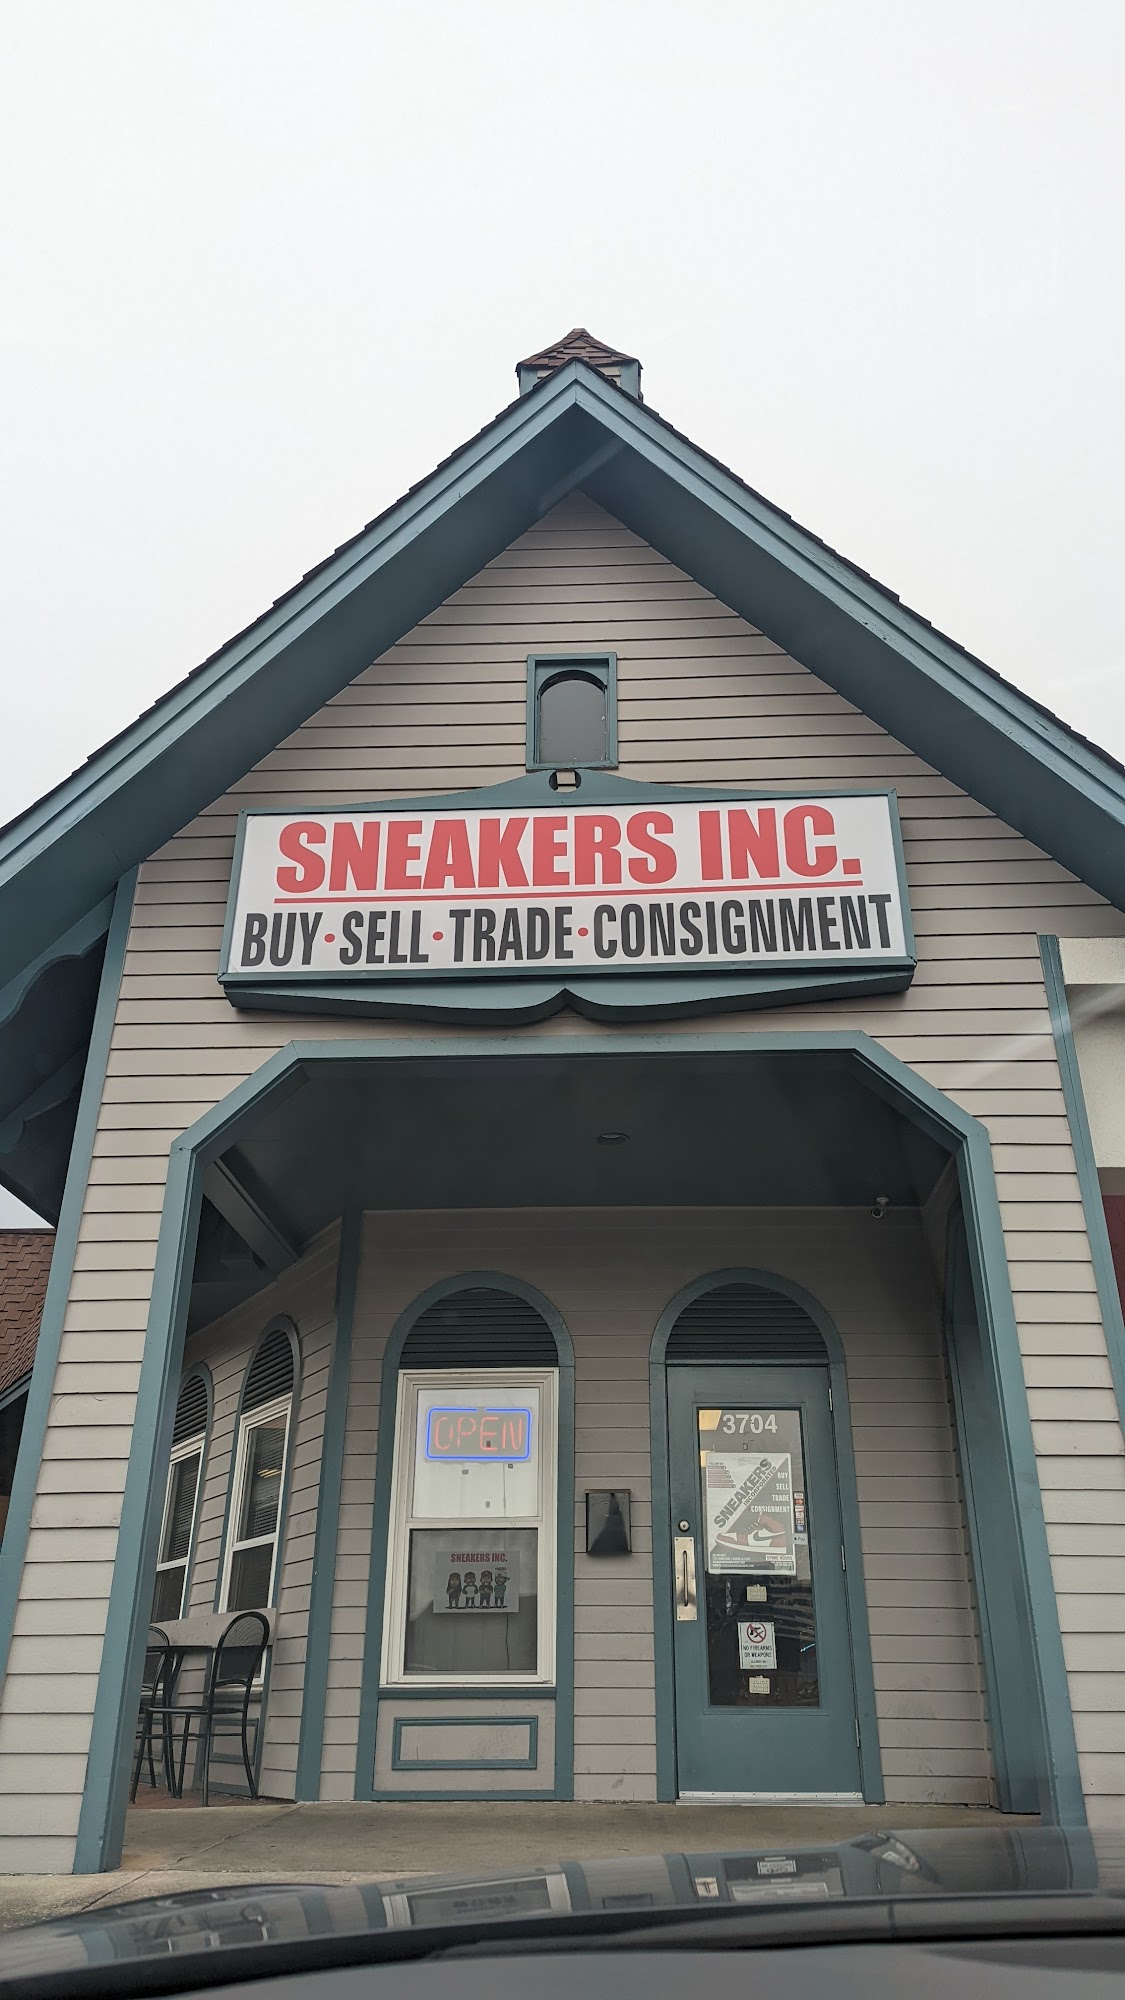 SNEAKERS INC.
BUY · SELL · TRADE · CONSIGNMENT
OPEN
SNEAKERS INC.
3704
SNEAKERS
INCORPORATED
BUY
SELL
TRADE
CONSIGNMENT
NO FIREARMS
OR WEAPONS